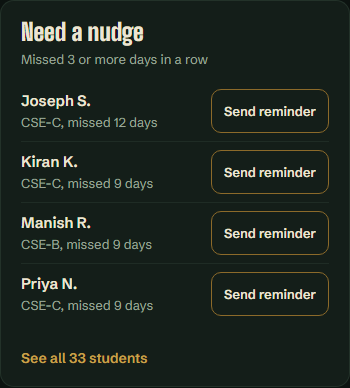 Need a nudge
Missed 3 or more days in a row
Joseph S.
CSE-C, missed 12 days
Send reminder
Kiran K.
CSE-C, missed 9 days
Send reminder
Manish R.
CSE-B, missed 9 days
Send reminder
Priya N.
CSE-C, missed 9 days
Send reminder
See all 33 students